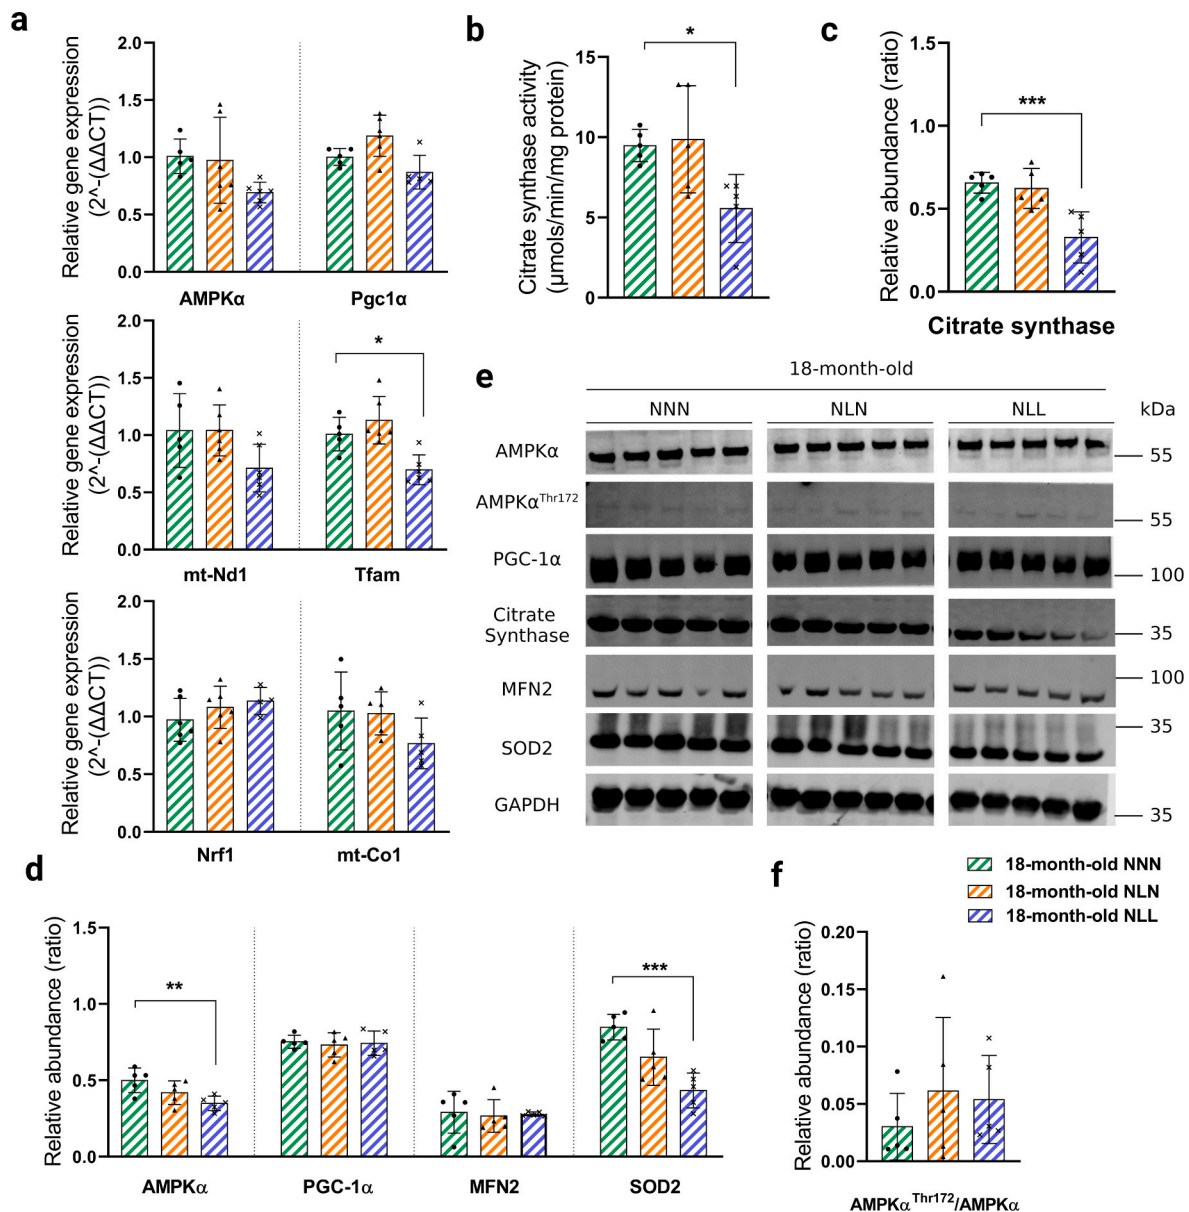 a
Relative gene expression
(2^-(ΔΔCT))
2.0
1.5
1.0
0.5
0.0
AMPKα
Pgc1α
Relative gene expression
(2^-(ΔΔCT))
2.0
1.5
1.0
0.5
0.0
*
mt-Nd1
Tfam
Relative gene expression
(2^-(ΔΔCT))
2.0
1.5
1.0
0.5
0.0
Nrf1
mt-Co1
b
Citrate synthase activity
(µmols/min/mg protein)
15
10
5
0
*
c
Relative abundance (ratio)
1.5
1.0
0.5
0.0
***
Citrate synthase
e
18-month-old
NNN NLN NLL kDa
AMPKα 55
AMPKαThr172 55
PGC-1α 100
Citrate
Synthase 35
MFN2 100
SOD2 35
GAPDH 35
18-month-old NNN
18-month-old NLN
18-month-old NLL
d
Relative abundance (ratio)
1.5
1.0
0.5
0.0
**
***
AMPKα
PGC-1α
MFN2
SOD2
f
Relative abundance (ratio)
0.20
0.15
0.10
0.05
0.00
AMPKαThr172/AMPKα